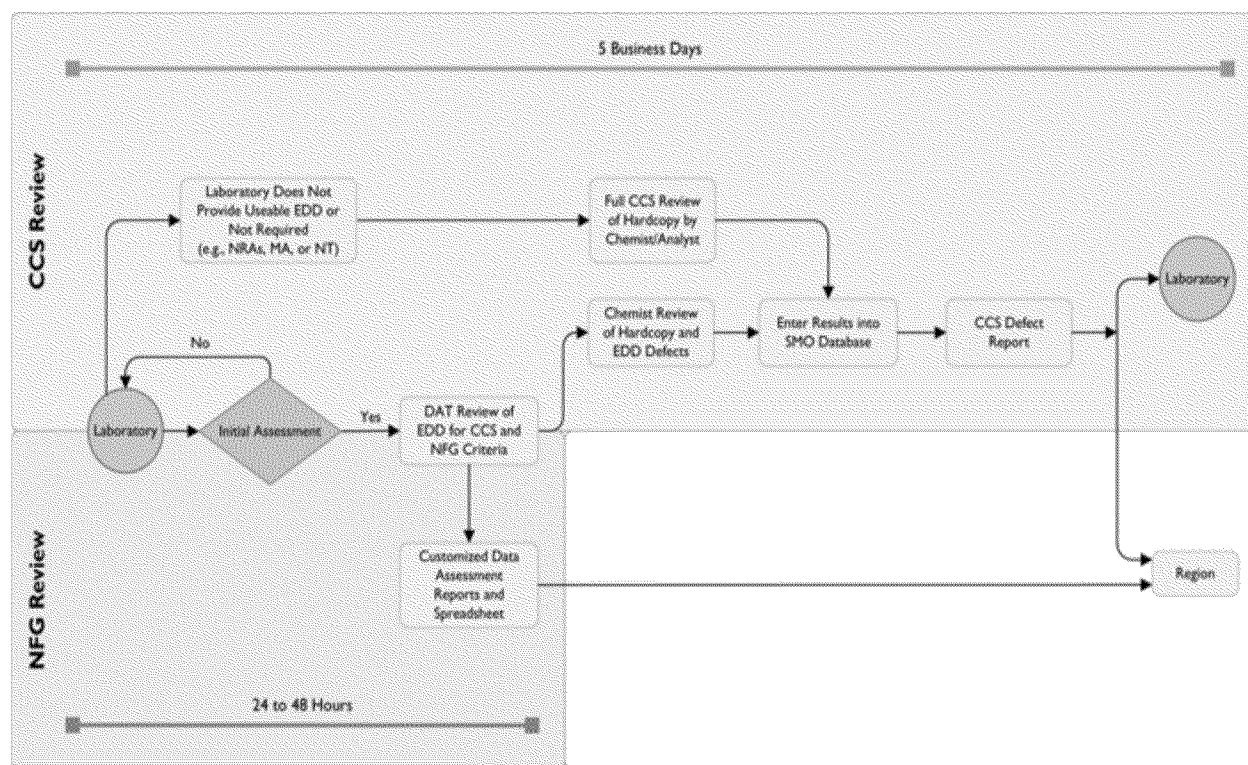 5 Business Days
CCS Review
Laboratory Does Not
Provide Useable EDD or
Not Required
(e.g., NRAs, MA, or NT)
Full CCS Review
of Hardcopy by
Chemist/Analyst
Laboratory
Chemist Review
of Hardcopy and
EDD Defects
Enter Results into
SMO Database
CCS Defect
Report
No
Laboratory
Initial Assessment
Yes
DAT Review of
EDD for CCS and
NFG Criteria
NFG Review
Customized Data
Assessment
Reports and
Spreadsheet
Region
24 to 48 Hours